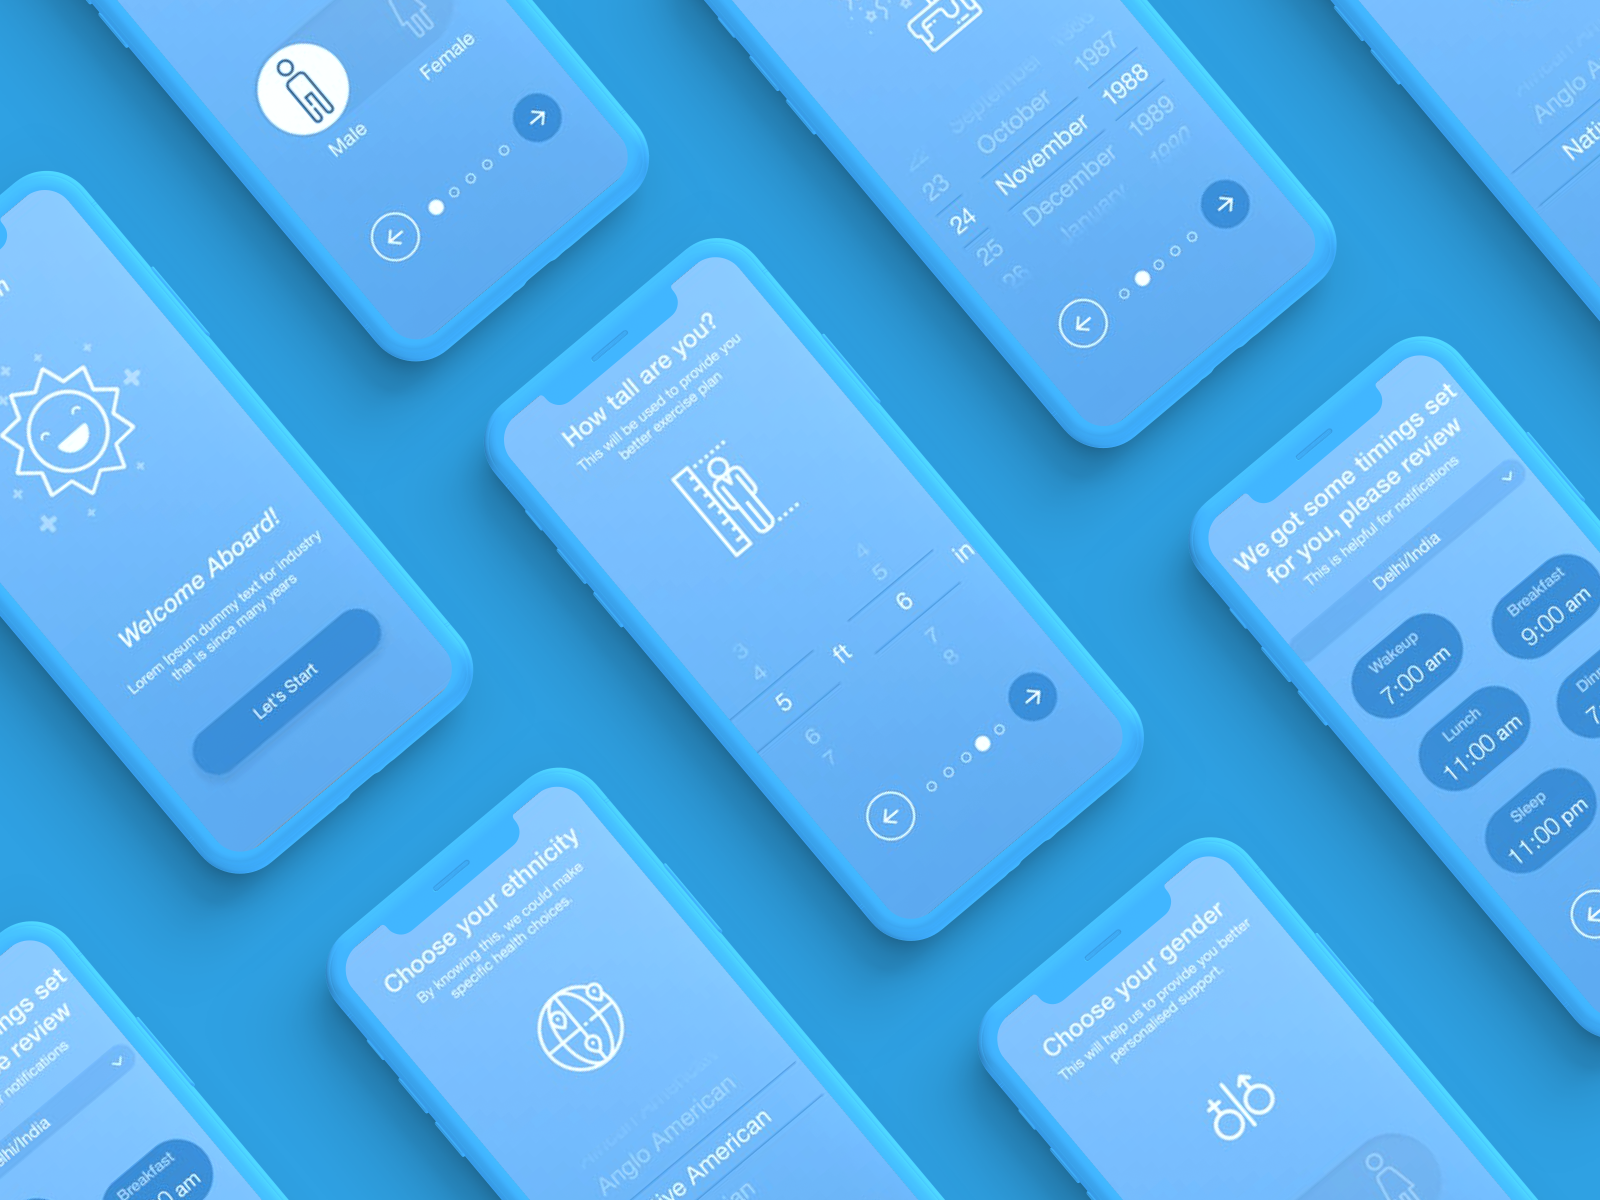 Female
Male
1986
1987
1988
1989
1990
September
October
November
December
January
22
23
24
25
26
Anglo
Nati
Welcome Aboard!
Lorem Ipsum dummy text for industry
that is since many years
Let's Start
How tall are you?
This will be used to provide you
better exercise plan
3
4
5
6
7
ft
4
5
6
7
8
in
We got some timings set
for you, please review
This is helpful for notifications
Delhi/India
Wakeup
7:00 am
Breakfast
9:00 am
Lunch
11:00 am
Din
7
Sleep
11:00 pm
ngs set
e review
notifications
lhi/India
Breakfast
0 am
Choose your ethnicity
By knowing this, we could make
specific health choices.
African American
Anglo American
ive American
Choose your gender
This will help us to provide you better
personalised support.